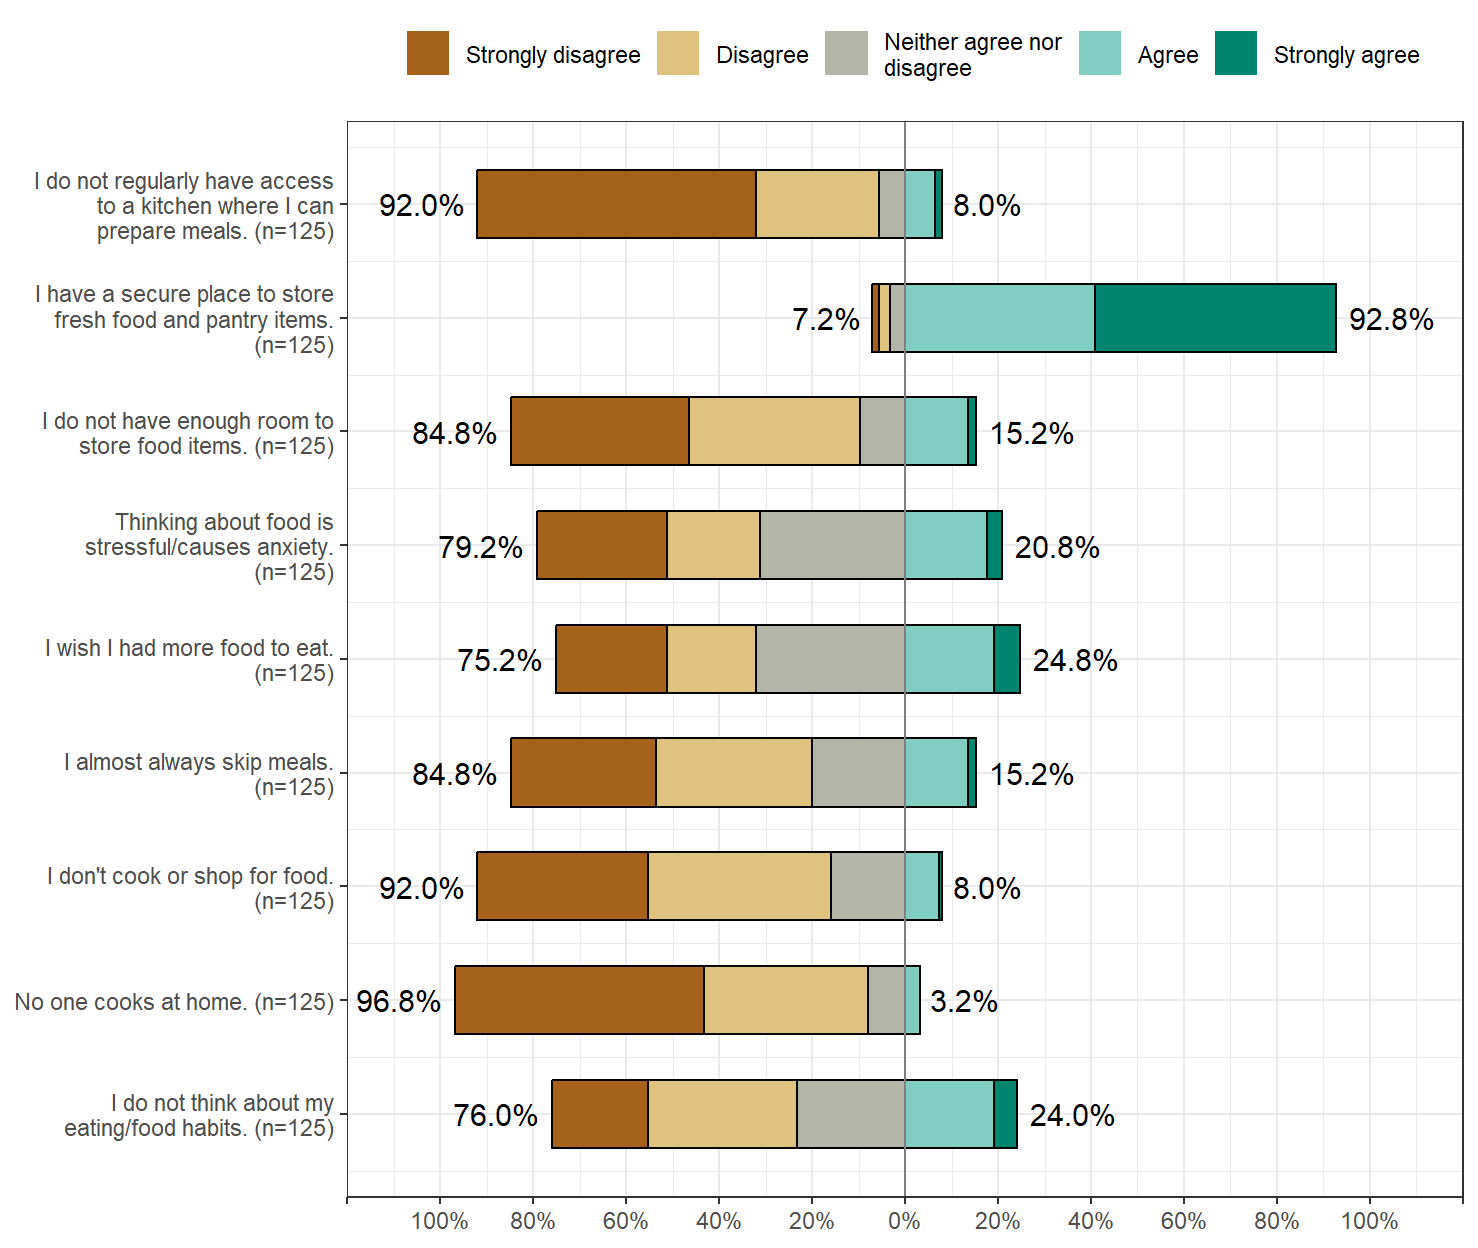 Strongly disagree
Disagree
Neither agree nor
disagree
Agree
Strongly agree
I do not regularly have access
to a kitchen where I can
prepare meals. (n=125)
92.0%
8.0%
I have a secure place to store
fresh food and pantry items.
(n=125)
7.2%
92.8%
I do not have enough room to
store food items. (n=125)
84.8%
15.2%
Thinking about food is
stressful/causes anxiety.
(n=125)
79.2%
20.8%
I wish I had more food to eat.
(n=125)
75.2%
24.8%
I almost always skip meals.
(n=125)
84.8%
15.2%
I don't cook or shop for food.
(n=125)
92.0%
8.0%
No one cooks at home. (n=125)
96.8%
3.2%
I do not think about my
eating/food habits. (n=125)
76.0%
24.0%
100% 80% 60% 40% 20% 0% 20% 40% 60% 80% 100%